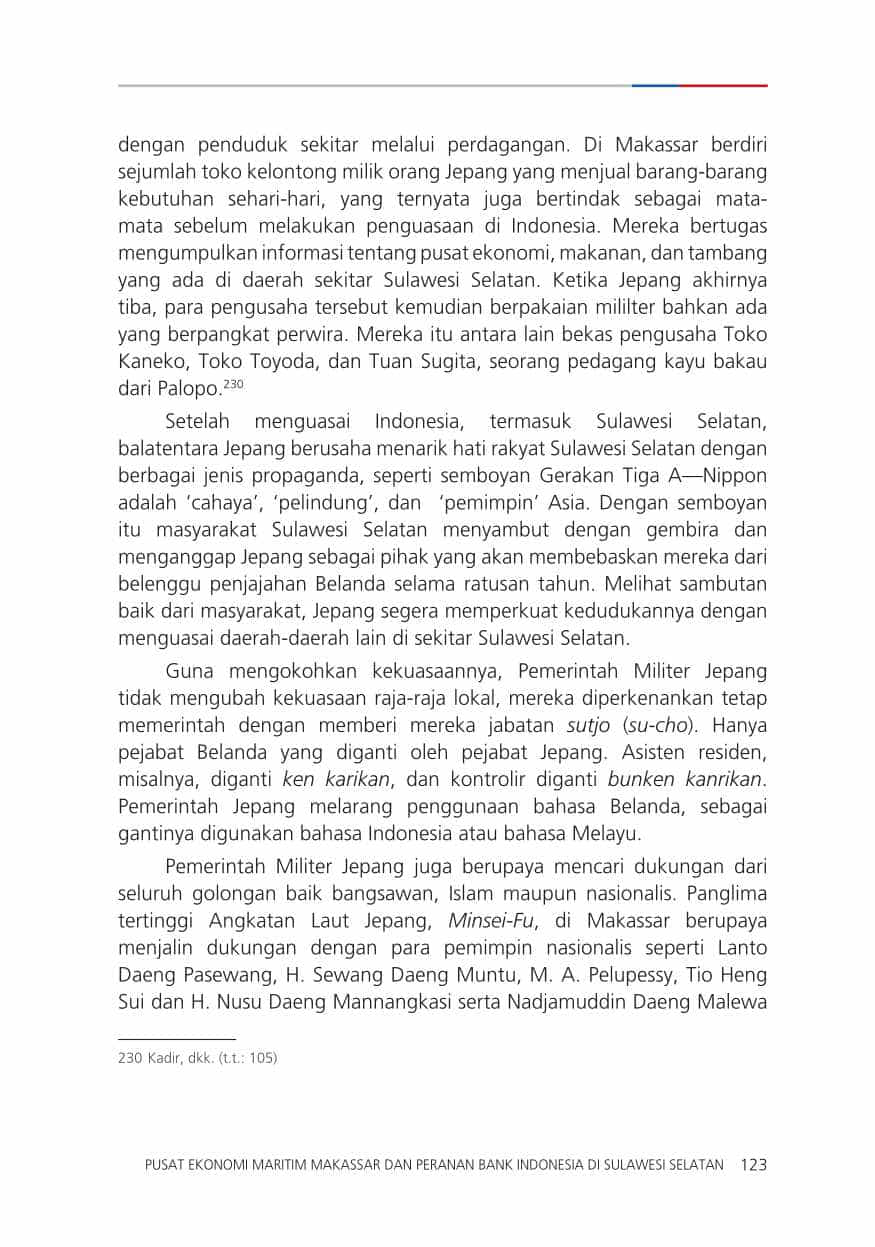 dengan penduduk sekitar melalui perdagangan. Di Makassar berdiri
sejumlah toko kelontong milik orang Jepang yang menjual barang-barang
kebutuhan sehari-hari, yang ternyata juga bertindak sebagai mata-
mata sebelum melakukan penguasaan di Indonesia. Mereka bertugas
mengumpulkan informasi tentang pusat ekonomi, makanan, dan tambang
yang ada di daerah sekitar Sulawesi Selatan. Ketika Jepang akhirnya
tiba, para pengusaha tersebut kemudian berpakaian mililter bahkan ada
yang berpangkat perwira. Mereka itu antara lain bekas pengusaha Toko
Kaneko, Toko Toyoda, dan Tuan Sugita, seorang pedagang kayu bakau
dari Palopo.230
Setelah menguasai Indonesia, termasuk Sulawesi Selatan,
balatentara Jepang berusaha menarik hati rakyat Sulawesi Selatan dengan
berbagai jenis propaganda, seperti semboyan Gerakan Tiga A—Nippon
adalah ‘cahaya’, ‘pelindung’, dan ‘pemimpin’ Asia. Dengan semboyan
itu masyarakat Sulawesi Selatan menyambut dengan gembira dan
menganggap Jepang sebagai pihak yang akan membebaskan mereka dari
belenggu penjajahan Belanda selama ratusan tahun. Melihat sambutan
baik dari masyarakat, Jepang segera memperkuat kedudukannya dengan
menguasai daerah-daerah lain di sekitar Sulawesi Selatan.
Guna mengokohkan kekuasaannya, Pemerintah Militer Jepang
tidak mengubah kekuasaan raja-raja lokal, mereka diperkenankan tetap
memerintah dengan memberi mereka jabatan sutjo (su-cho). Hanya
pejabat Belanda yang diganti oleh pejabat Jepang. Asisten residen,
misalnya, diganti ken karikan, dan kontrolir diganti bunken kanrikan.
Pemerintah Jepang melarang penggunaan bahasa Belanda, sebagai
gantinya digunakan bahasa Indonesia atau bahasa Melayu.
Pemerintah Militer Jepang juga berupaya mencari dukungan dari
seluruh golongan baik bangsawan, Islam maupun nasionalis. Panglima
tertinggi Angkatan Laut Jepang, Minsei-Fu, di Makassar berupaya
menjalin dukungan dengan para pemimpin nasionalis seperti Lanto
Daeng Pasewang, H. Sewang Daeng Muntu, M. A. Pelupessy, Tio Heng
Sui dan H. Nusu Daeng Mannangkasi serta Nadjamuddin Daeng Malewa
230 Kadir, dkk. (t.t.: 105)
PUSAT EKONOMI MARITIM MAKASSAR DAN PERANAN BANK INDONESIA DI SULAWESI SELATAN 123